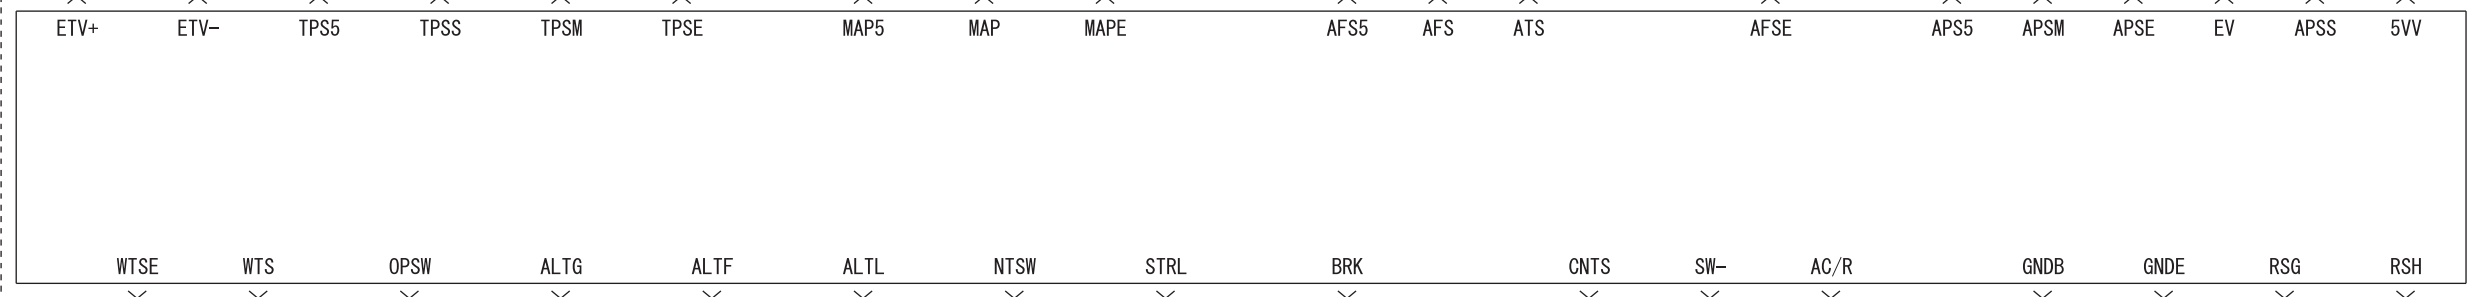 ETV+ ETV- TPS5 TPSS TPSM TPSE MAP5 MAP MAPE AFS5 AFS ATS AFSE APS5 APSM APSE EV APSS 5VV
WTSE WTS OPSW ALTG ALTF ALTL NTSW STRL BRK CNTS SW- AC/R GNDB GNDE RSG RSH